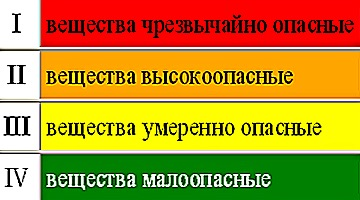 I вещества чрезвычайно опасные
II вещества высокоопасные
III вещества умеренно опасные
IV вещества малоопасные